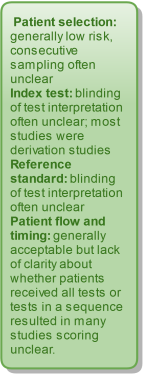 Patient selection:
generally low risk,
consecutive
sampling often
unclear
Index test: blinding
of test interpretation
often unclear; most
studies were
derivation studies
Reference
standard: blinding
of test interpretation
often unclear
Patient flow and
timing: generally
acceptable but lack
of clarity about
whether patients
received all tests or
tests in a sequence
resulted in many
studies scoring
unclear.